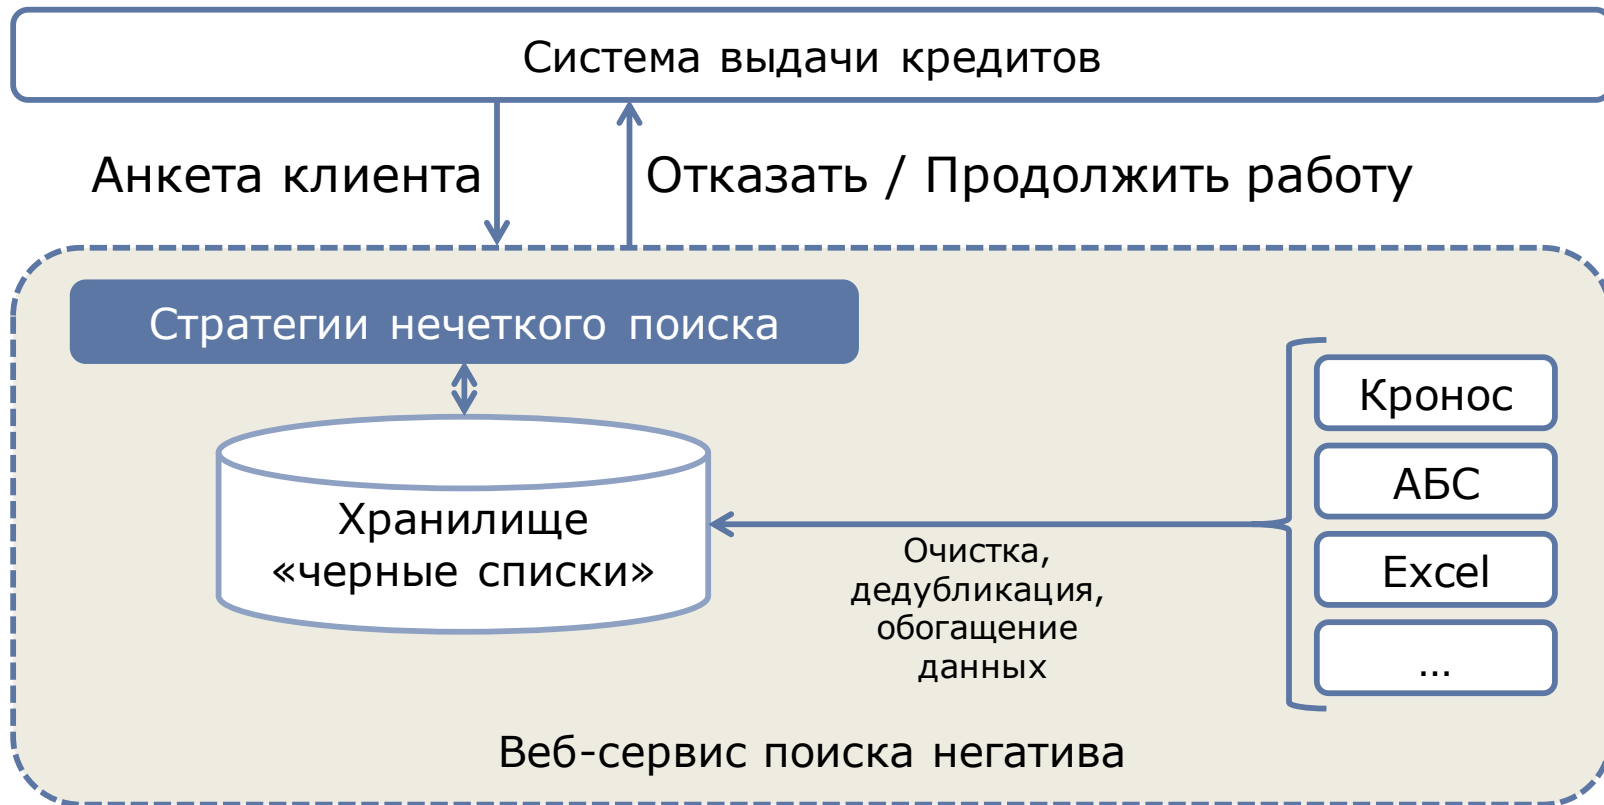 Система выдачи кредитов
Анкета клиента
Отказать / Продолжить работу
Стратегии нечеткого поиска
Хранилище
«черные списки»
Очистка,
дедубликация,
обогащение
данных
Кронос
АБС
Excel
...
Веб-сервис поиска негатива